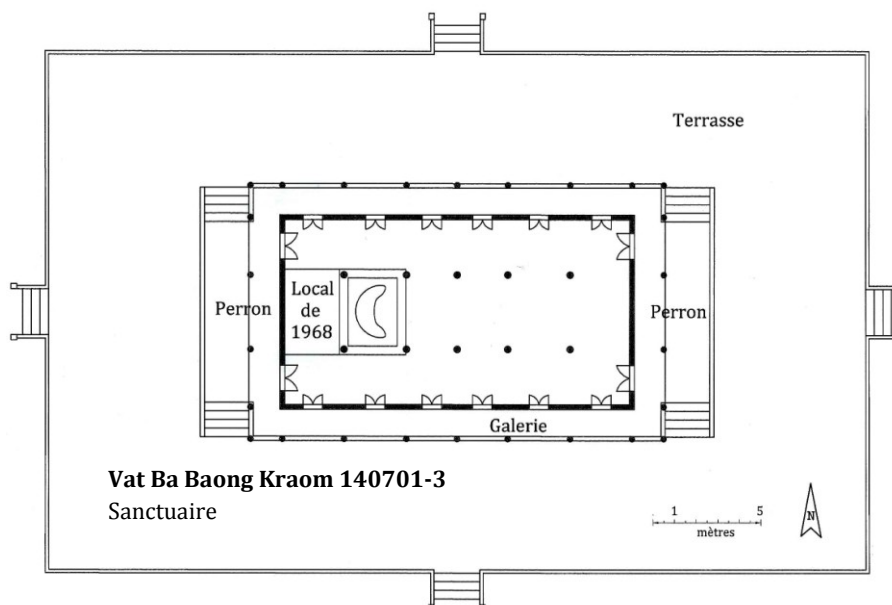 Terrasse
Perron
Local
de
1968
Perron
Galerie
Vat Ba Baong Kraom 140701-3
Sanctuaire
1 5
mètres
N